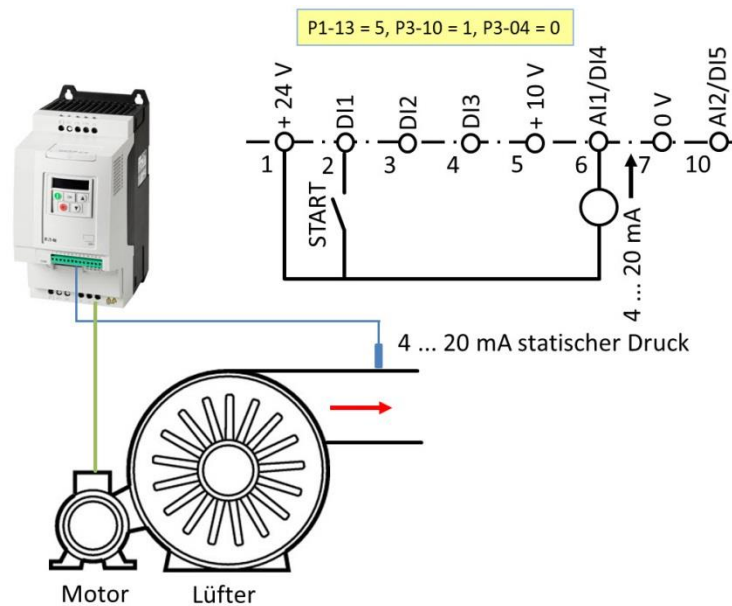 P1-13 = 5, P3-10 = 1, P3-04 = 0
+ 24 V
DI1
DI2
DI3
+ 10 V
AI1/DI4
0 V
AI2/DI5
1
2
3
4
5
6
7
10
START
4 ... 20 mA
4 ... 20 mA statischer Druck
Motor
Lüfter